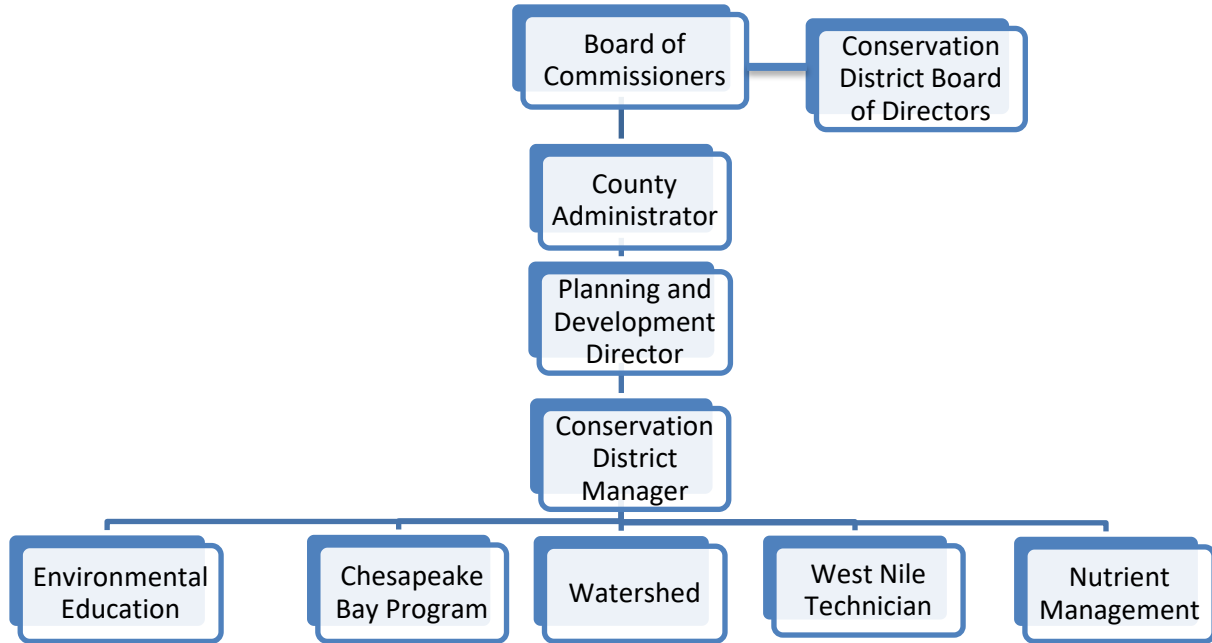 Board of
Commissioners
Conservation
District Board
of Directors
County
Administrator
Planning and
Development
Director
Conservation
District
Manager
Environmental
Education
Chesapeake
Bay Program
Watershed
West Nile
Technician
Nutrient
Management